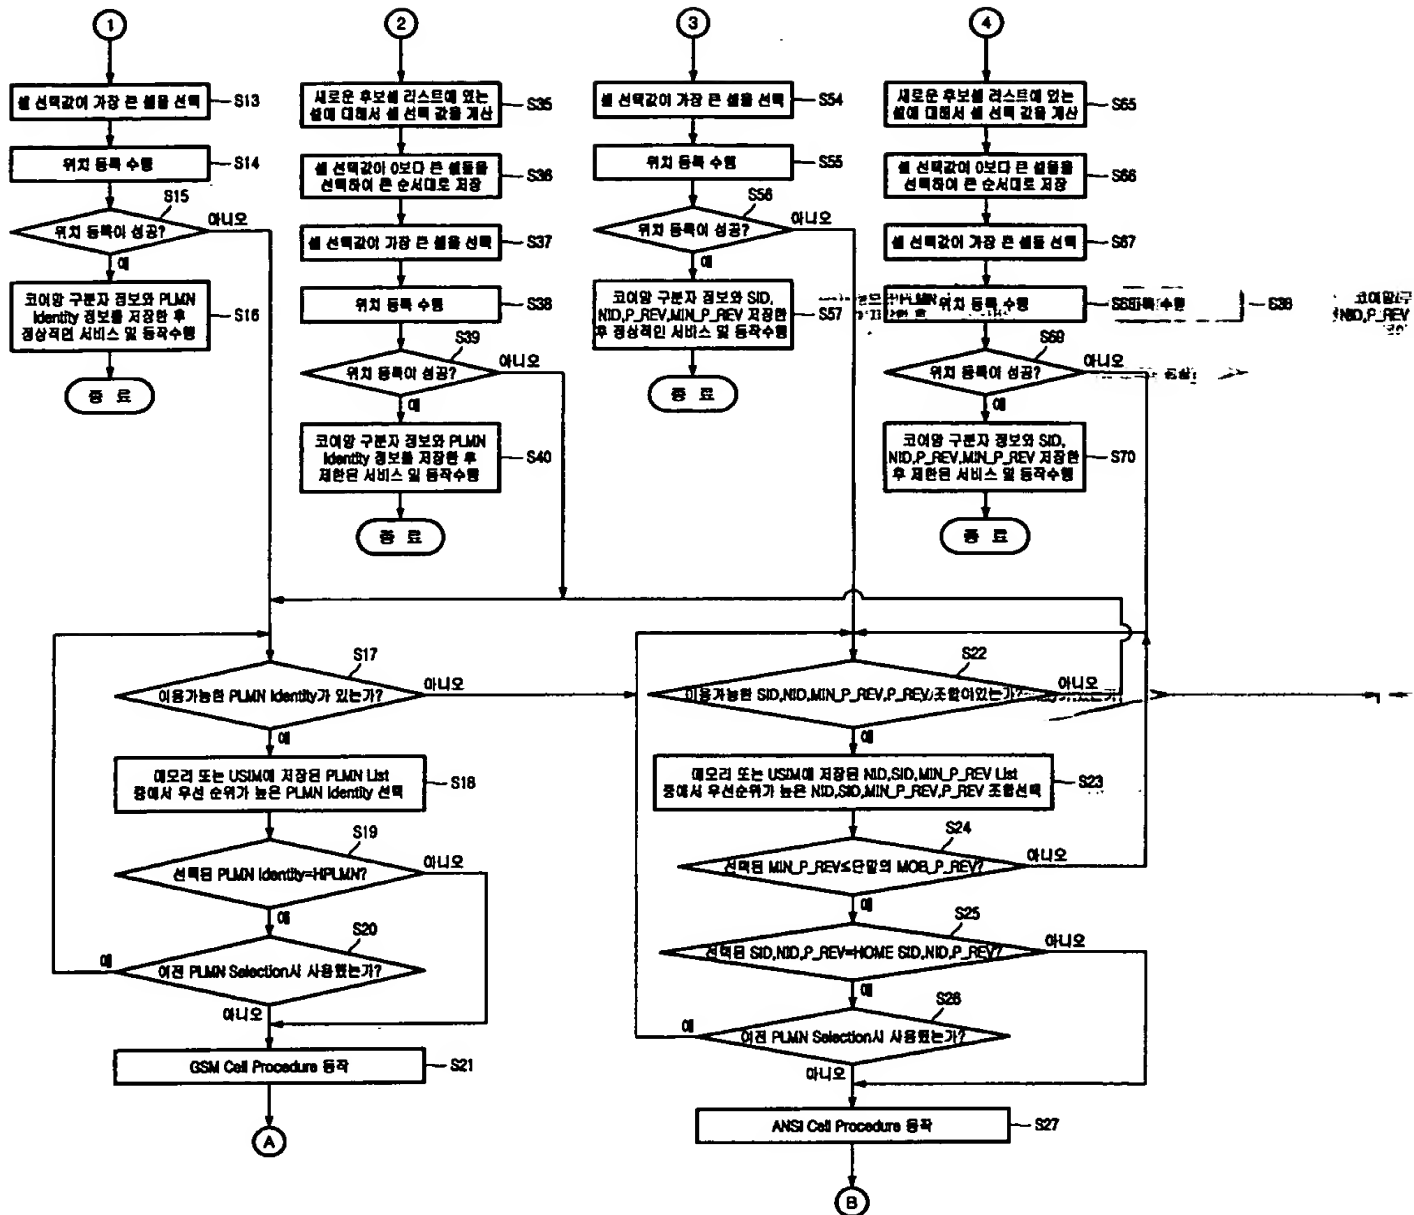 1
셀 선택값이 가장 큰 셀을 선택
S13
위치 등록 수행
S14
S15
위치 등록이 성공?
아니오
예
코어망 구분자 정보와 PLMN
Identity 정보를 저장한 후
정상적인 서비스 및 동작수행
S16
종 료
2
새로운 후보셀 리스트에 있는
셀에 대해서 셀 선택 값을 계산
S35
셀 선택값이 0보다 큰 셀들을
선택하여 큰 순서대로 저장
S36
셀 선택값이 가장 큰 셀을 선택
S37
위치 등록 수행
S38
S39
위치 등록이 성공?
아니오
예
코어망 구분자 정보와 PLMN
Identity 정보를 저장한 후
제한된 서비스 및 동작수행
S40
종 료
3
셀 선택값이 가장 큰 셀을 선택
S54
위치 등록 수행
S55
S56
위치 등록이 성공?
아니오
예
코어망 구분자 정보와 SID,
NID,P_REV,MIN_P_REV 저장한
후 정상적인 서비스 및 동작수행
S57
종 료
4
새로운 후보셀 리스트에 있는
셀에 대해서 셀 선택 값을 계산
S65
셀 선택값이 0보다 큰 셀들을
선택하여 큰 순서대로 저장
S66
셀 선택값이 가장 큰 셀을 선택
S67
위치 등록 수행
S38
코어망
NID,P_REV
S69
위치 등록이 성공?
아니오
예
코어망 구분자 정보와 SID,
NID,P_REV,MIN_P_REV 저장한
후 제한된 서비스 및 동작수행
S70
종 료
S17
이용가능한 PLMN Identity가 있는가?
아니오
예
메모리 또는 USIM에 저장된 PLMN List
중에서 우선 순위가 높은 PLMN Identity 선택
S18
S19
선택된 PLMN Identity=HPLMN?
아니오
예
S20
이전 PLMN Selection시 사용했는가?
예
아니오
GSM Cell Procedure 동작
S21
A
S22
이용가능한 SID,NID,MIN_P_REV,P_REV조합이있는가?
아니오
예
메모리 또는 USIM에 저장된 NID,SID,MIN_P_REV List
중에서 우선순위가 높은 NID,SID,MIN_P_REV,P_REV 조합선택
S23
S24
선택된 MIN_P_REV≤단말의 MOB_P_REV?
아니오
예
S25
선택된 SID,NID,P_REV=HOME SID,NID,P_REV?
아니오
예
S26
이전 PLMN Selection시 사용했는가?
예
아니오
ANSI Cell Procedure 동작
S27
B